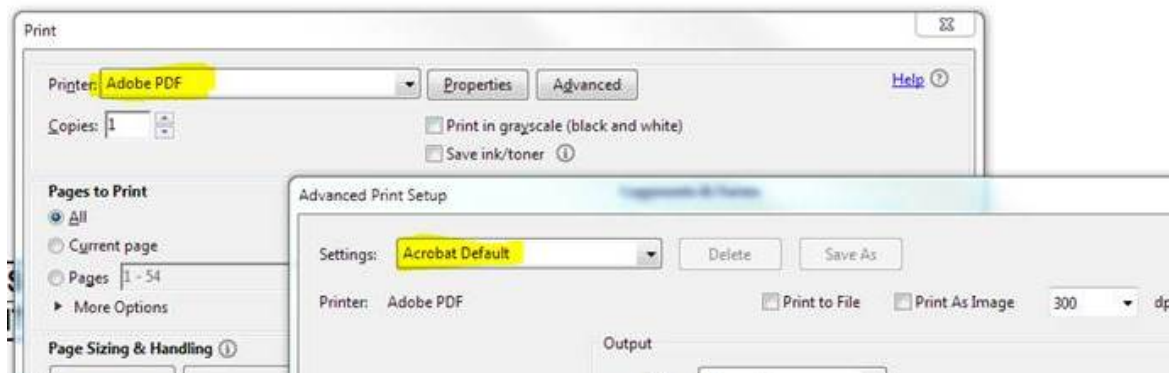 Print
Printer: Adobe PDF Properties Advanced Help
Copies: 1 Print in grayscale (black and white)
Save ink/toner
Pages to Print
All
Current page
Pages 1 - 54
More Options
Page Sizing & Handling
Advanced Print Setup
Settings: Acrobat Default Delete Save As
Printer: Adobe PDF Print to File Print As Image 300
Output